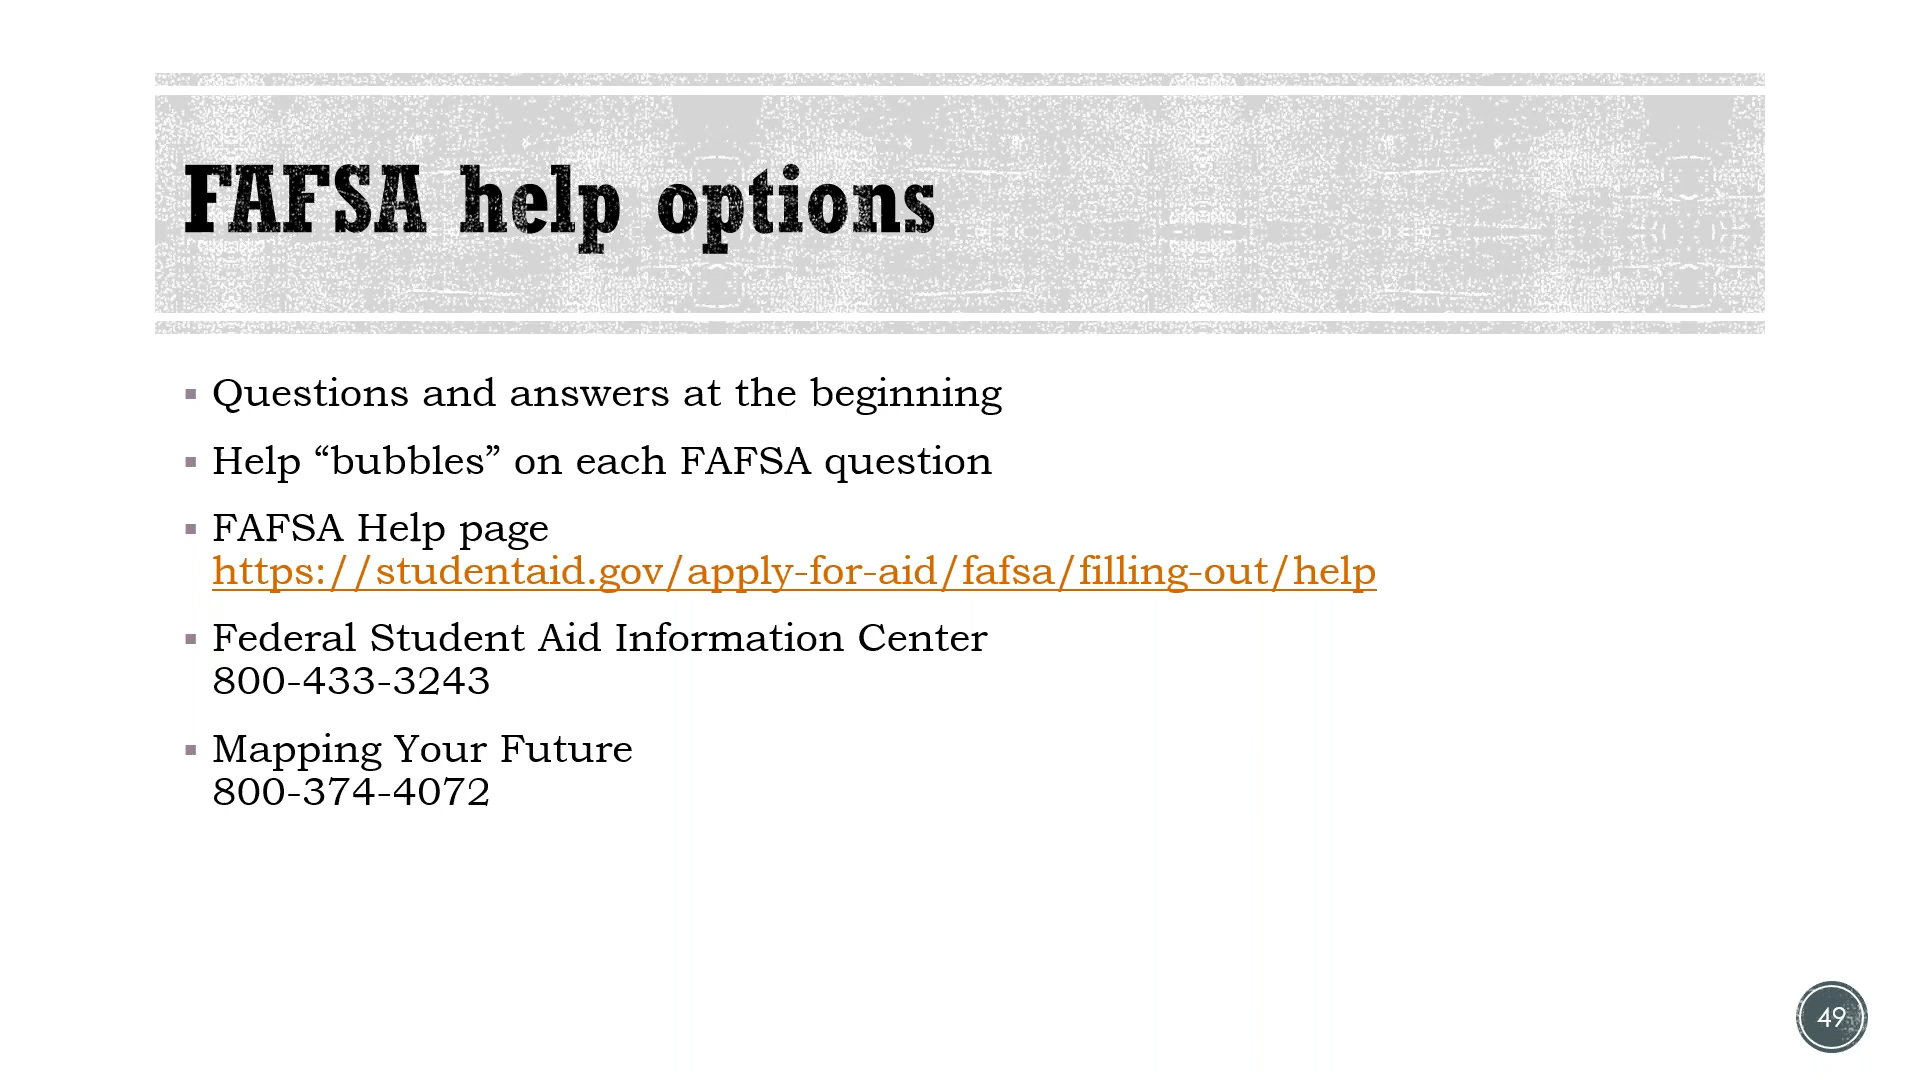 FAFSA help options
Questions and answers at the beginning
Help “bubbles” on each FAFSA question
FAFSA Help page
https://studentaid.gov/apply-for-aid/fafsa/filling-out/help
Federal Student Aid Information Center
800-433-3243
Mapping Your Future
800-374-4072
49